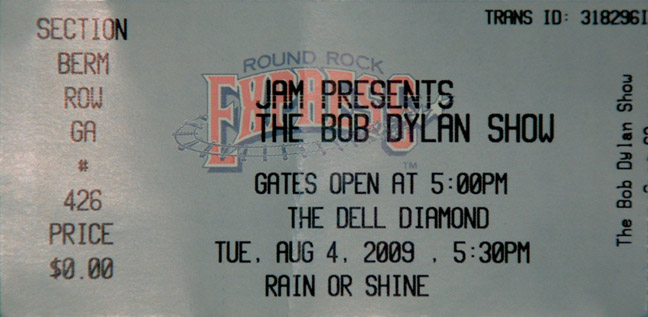 SECTION
BERM
ROW
GA
#
426
PRICE
$0.00
TRANS ID: 3182961
ROUND ROCK
EXPRESS
TM
JAM PRESENTS
THE BOB DYLAN SHOW
GATES OPEN AT 5:00PM
THE DELL DIAMOND
TUE, AUG 4, 2009 , 5:30PM
RAIN OR SHINE
The Bob Dylan Show